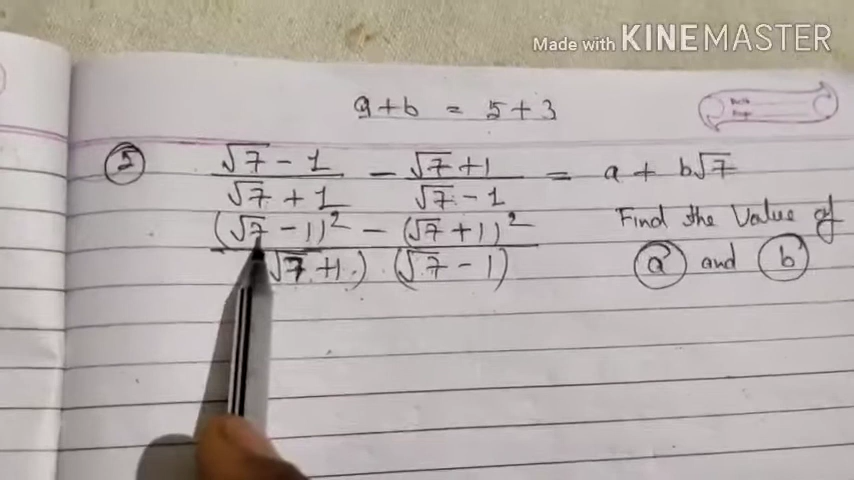 Made with KINEMASTER
a + b = 5 + 3
5 (√7 - 1)/(√7 + 1) - (√7 + 1)/(√7 - 1) = a + b√7
((√7 - 1)² - (√7 + 1)²)/((√7 + 1) (√7 - 1))
Find the value of
a and b